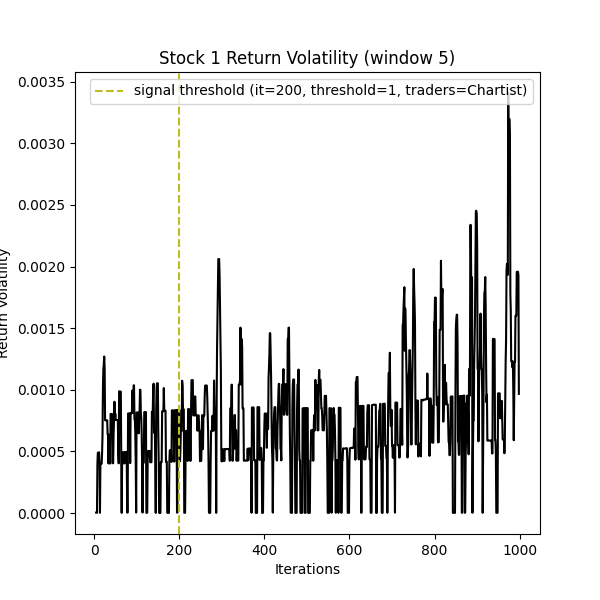 Stock 1 Return Volatility (window 5)
signal threshold (it=200, threshold=1, traders=Chartist)
0.0035
0.0030
0.0025
0.0020
0.0015
0.0010
0.0005
0.0000
Return Volatility
0 200 400 600 800 1000
Iterations